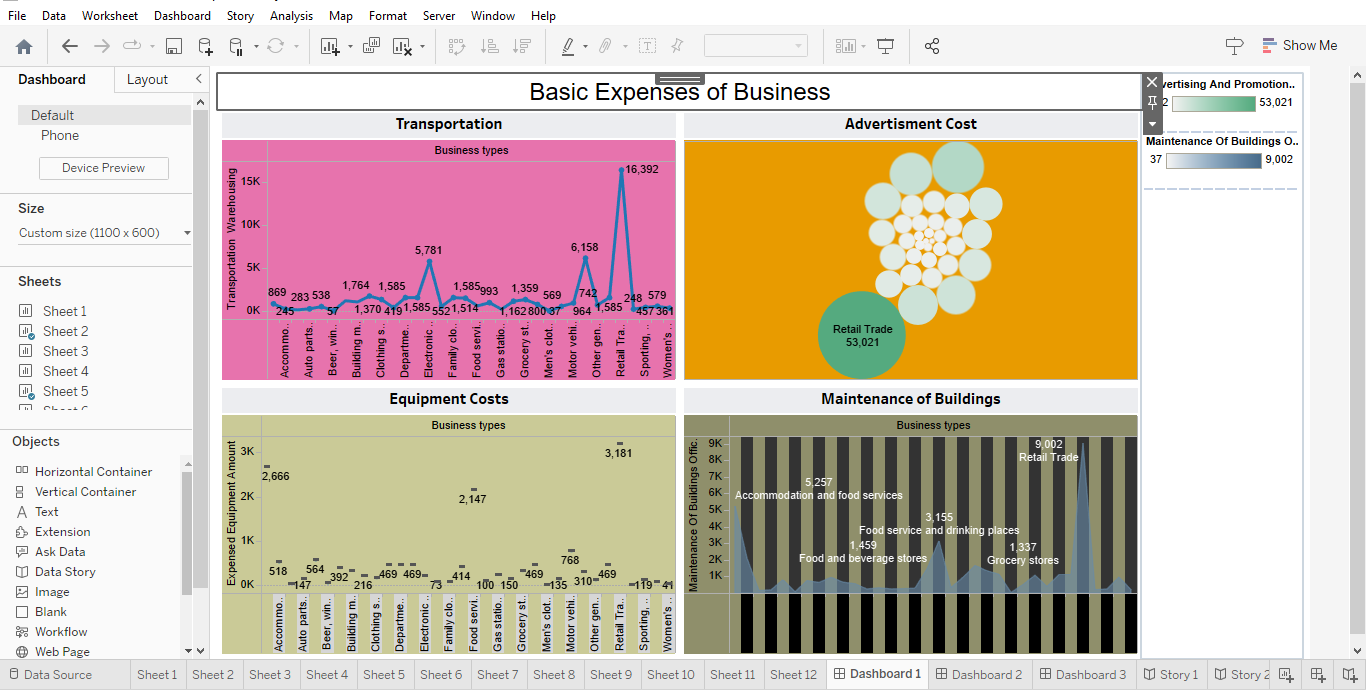 File Data Worksheet Dashboard Story Analysis Map Format Server Window Help
Show Me
Dashboard Layout
Default
Phone
Device Preview
Size
Custom size (1100 x 600)
Sheets
Sheet 1
Sheet 2
Sheet 3
Sheet 4
Sheet 5
Objects
Horizontal Container
Vertical Container
Text
Extension
Ask Data
Data Story
Image
Blank
Workflow
Web Page
Basic Expenses of Business
Transportation
Business types
Transportation Warehousing
15K
10K
5K
0K
869 245 283 538 57 1,764 1,370 1,585 419 1,585 5,781 552 1,585 1,514 993 1,162 1,359 800 569 37 964 6,158 742 1,585 16,392 248 457 579 361
Accommo.. Auto parts.. Beer, win.. Building m.. Clothing s.. Departme.. Electronic .. Family clo.. Food servi.. Gas statio.. Grocery st.. Men's clot.. Motor vehi.. Other gen.. Retail Tra.. Sporting, .. Women's ..
Advertisment Cost
Retail Trade
53,021
Equipment Costs
Business types
Expensed Equipment Amount
3K
2K
1K
0K
2,666 518 147 564 392 216 469 469 73 414 2,147 100 150 469 135 768 310 469 3,181 119 41
Accommo.. Auto parts.. Beer, win.. Building m.. Clothing s.. Departme.. Electronic .. Family clo.. Food servi.. Gas statio.. Grocery st.. Men's clot.. Motor vehi.. Other gen.. Retail Tra.. Sporting, .. Women's ..
Maintenance of Buildings
Business types
Maintenance Of Buildings Offic..
9K
8K
7K
6K
5K
4K
3K
2K
1K
9,002
Retail Trade
5,257
Accommodation and food services
3,155
Food service and drinking places
1,459
Food and beverage stores
1,337
Grocery stores
And Promotion..
53,021
Maintenance Of Buildings O..
37 9,002
Data Source Sheet 1 Sheet 2 Sheet 3 Sheet 4 Sheet 5 Sheet 6 Sheet 7 Sheet 8 Sheet 9 Sheet 10 Sheet 11 Sheet 12 Dashboard 1 Dashboard 2 Dashboard 3 Story 1 Story 2